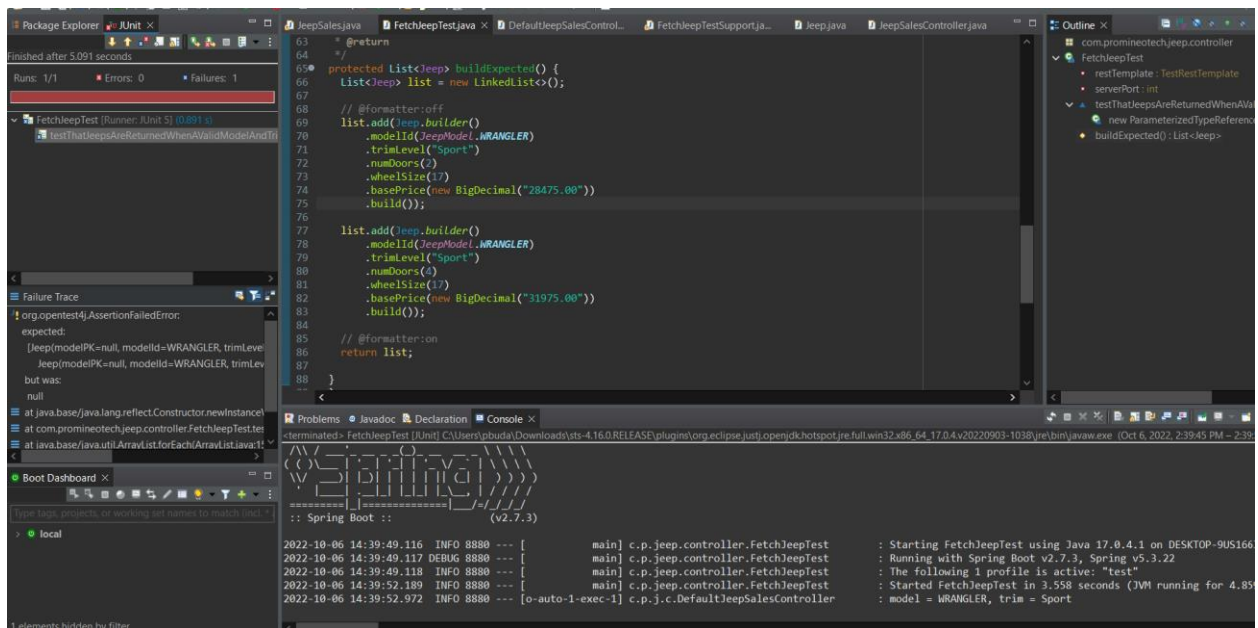 Package Explorer JUnit ×
Finished after 5.091 seconds
Runs: 1/1 Errors: 0 Failures: 1
FetchJeepTest [Runner: JUnit 5] (0.891 s)
testThatJeepsAreReturnedWhenAValidModelAndTri
Failure Trace
org.opentest4j.AssertionFailedError:
expected:
[Jeep(modelPK=null, modelId=WRANGLER, trimLeve
Jeep(modelPK=null, modelId=WRANGLER, trimLev
but was:
null
at java.base/java.lang.reflect.Constructor.newInstance
at com.promineotech.jeep.controller.FetchJeepTest.tes
at java.base/java.util.ArrayList.forEach(ArrayList.java:15
Boot Dashboard ×
Type tags, projects, or working set names to match (incl. *
local
1 elements hidden by filter
JeepSales.java FetchJeepTest.java × DefaultJeepSalesControl... FetchJeepTestSupport.ja... Jeep.java JeepSalesController.java
63 * @return
64 */
65 protected List<Jeep> buildExpected() {
66 List<Jeep> list = new LinkedList<>();
67
68 // @formatter:off
69 list.add(Jeep.builder()
70 .modelId(JeepModel.WRANGLER)
71 .trimLevel("Sport")
72 .numDoors(2)
73 .wheelSize(17)
74 .basePrice(new BigDecimal("28475.00"))
75 .build());
76
77 list.add(Jeep.builder()
78 .modelId(JeepModel.WRANGLER)
79 .trimLevel("Sport")
80 .numDoors(4)
81 .wheelSize(17)
82 .basePrice(new BigDecimal("31975.00"))
83 .build());
84
85 // @formatter:on
86 return list;
87
88 }
Outline ×
com.promineotech.jeep.controller
FetchJeepTest
restTemplate : TestRestTemplate
serverPort : int
testThatJeepsAreReturnedWhenAVal
new ParameterizedTypeReference
buildExpected() : List<Jeep>
Problems Javadoc Declaration Console ×
<terminated> FetchJeepTest [JUnit] C:\Users\pbuda\Downloads\sts-4.16.0.RELEASE\plugins\org.eclipse.justj.openjdk.hotspot.jre.full.win32.x86_64_17.0.4.v20220903-1038\jre\bin\javaw.exe (Oct 6, 2022, 2:39:45 PM – 2:39:
:: Spring Boot :: (v2.7.3)
2022-10-06 14:39:49.116 INFO 8880 --- [ main] c.p.jeep.controller.FetchJeepTest : Starting FetchJeepTest using Java 17.0.4.1 on DESKTOP-9US166
2022-10-06 14:39:49.117 DEBUG 8880 --- [ main] c.p.jeep.controller.FetchJeepTest : Running with Spring Boot v2.7.3, Spring v5.3.22
2022-10-06 14:39:49.118 INFO 8880 --- [ main] c.p.jeep.controller.FetchJeepTest : The following 1 profile is active: "test"
2022-10-06 14:39:52.189 INFO 8880 --- [ main] c.p.jeep.controller.FetchJeepTest : Started FetchJeepTest in 3.558 seconds (JVM running for 4.859
2022-10-06 14:39:52.972 INFO 8880 --- [o-auto-1-exec-1] c.p.j.c.DefaultJeepSalesController : model = WRANGLER, trim = Sport